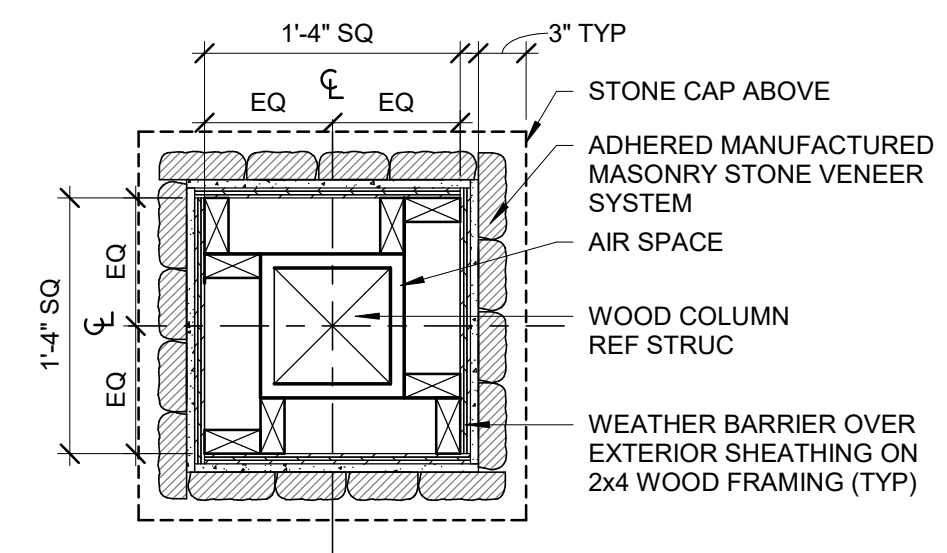 1'-4" SQ
3" TYP
℄
EQ
EQ
STONE CAP ABOVE
ADHERED MANUFACTURED
MASONRY STONE VENEER
SYSTEM
AIR SPACE
1'-4" SQ
EQ
℄
EQ
WOOD COLUMN
REF STRUC
WEATHER BARRIER OVER
EXTERIOR SHEATHING ON
2x4 WOOD FRAMING (TYP)